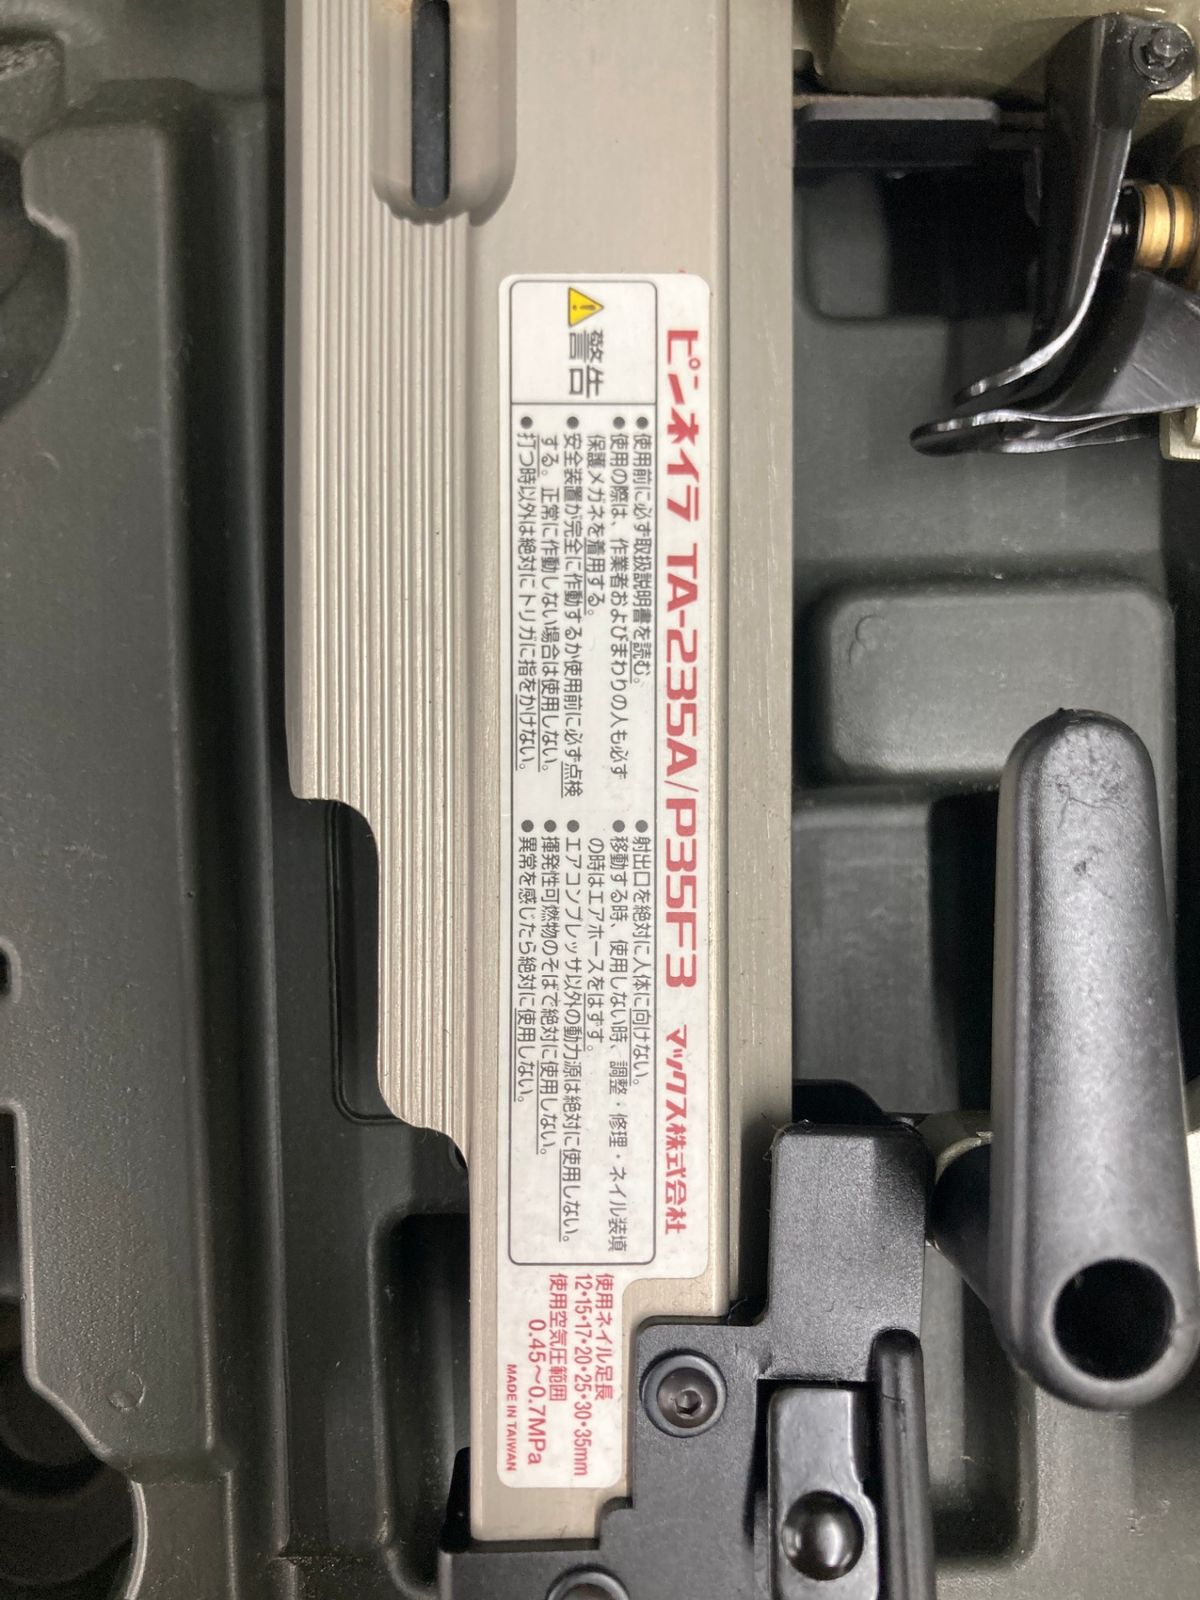 ピンネイラ TA-235A/P35F3 マックス株式会社
警告
●使用前に必ず取扱説明書を読む。
●使用の際は、作業者およびまわりの人も必ず
保護メガネを着用する。
●安全装置が完全に作動するか使用前に必ず点検
する。正常に作動しない場合は使用しない。
●打つ時以外は絶対にトリガに指をかけない。
●射出口を絶対に人体に向けない。
●移動する時、使用しない時、調整・修理・ネイル装填
の時はエアホースをはずす。
●エアコンプレッサ以外の動力源は絶対に使用しない。
●揮発性可燃物のそばで絶対に使用しない。
●異常を感じたら絶対に使用しない。
使用ネイル足長
12・15・17・20・25・30・35mm
使用空気圧範囲
0.45～0.7MPa
MADE IN TAIWAN